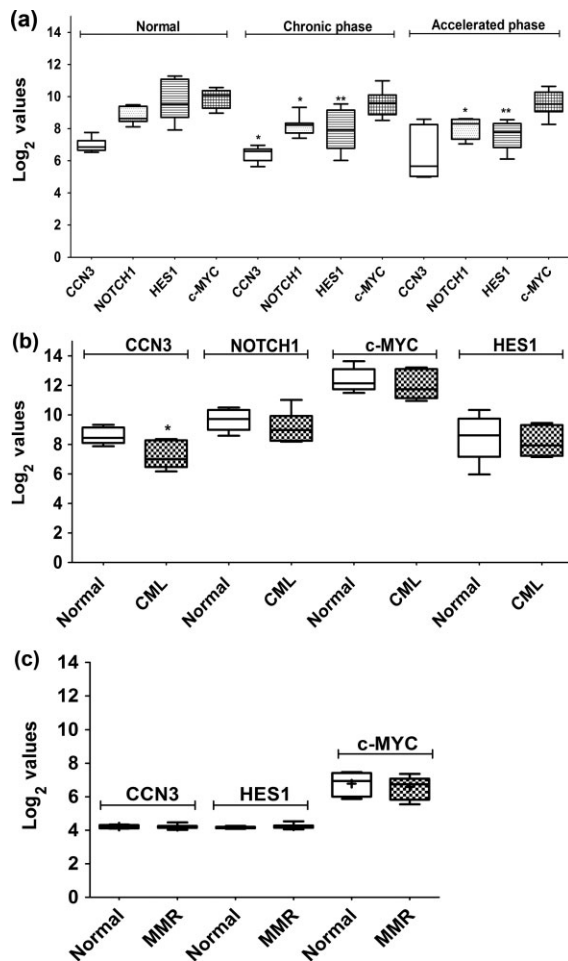 (a)
Normal Chronic phase Accelerated phase
14
12
10
8
6
4
2
0
Log2 values
* * ** * **
CCN3 NOTCH1 HES1 c-MYC CCN3 NOTCH1 HES1 c-MYC CCN3 NOTCH1 HES1 c-MYC
(b)
CCN3 NOTCH1 c-MYC HES1
14
12
10
8
6
4
2
0
Log2 values
*
Normal CML Normal CML Normal CML Normal CML
(c)
14
12
10
8
6
4
2
0
Log2 values
c-MYC
CCN3 HES1
Normal MMR Normal MMR Normal MMR